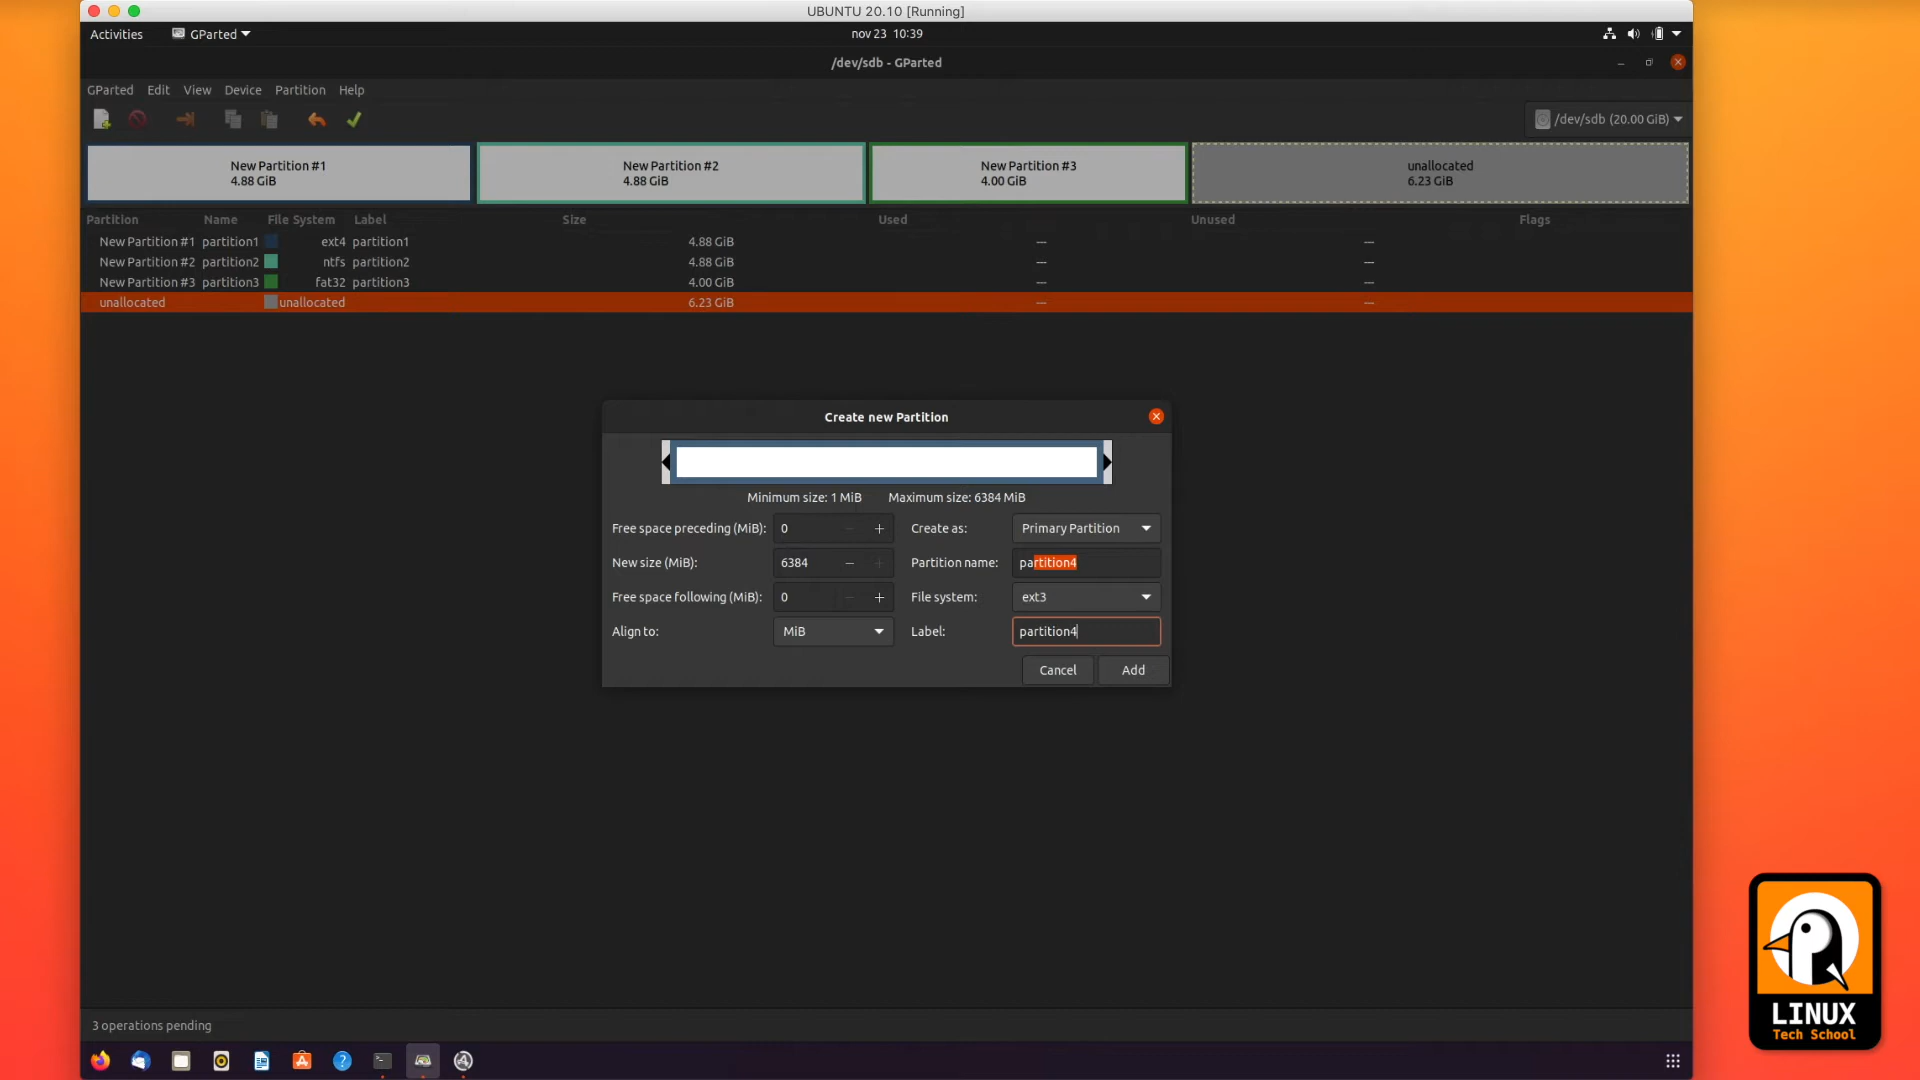 UBUNTU 20.10 [Running]
Activities GParted nov 23 10:39
/dev/sdb - GParted
GParted Edit View Device Partition Help
/dev/sdb (20.00 GiB)
New Partition #1
4.88 GiB
New Partition #2
4.88 GiB
New Partition #3
4.00 GiB
unallocated
6.23 GiB
Partition Name File System Label Size Used Unused Flags
New Partition #1 partition1 ext4 partition1 4.88 GiB --- ---
New Partition #2 partition2 ntfs partition2 4.88 GiB --- ---
New Partition #3 partition3 fat32 partition3 4.00 GiB --- ---
unallocated unallocated 6.23 GiB --- ---
Create new Partition
Minimum size: 1 MiB Maximum size: 6384 MiB
Free space preceding (MiB): 0 Create as: Primary Partition
New size (MiB): 6384 Partition name: partition4
Free space following (MiB): 0 File system: ext3
Align to: MiB Label: partition4
Cancel Add
3 operations pending
LINUX
Tech School